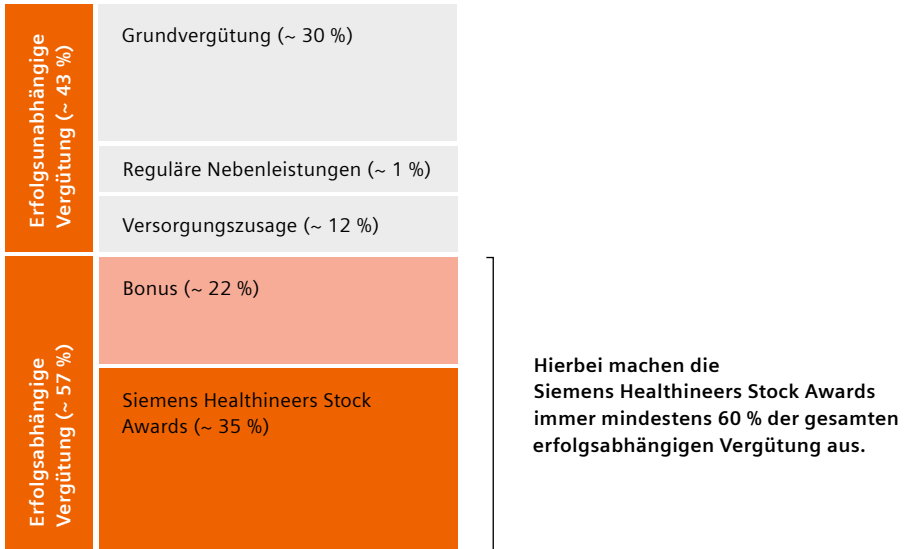 Erfolgsunabhängige
Vergütung (~ 43 %)
Grundvergütung (~ 30 %)
Reguläre Nebenleistungen (~ 1 %)
Versorgungszusage (~ 12 %)
Erfolgsabhängige
Vergütung (~ 57 %)
Bonus (~ 22 %)
Siemens Healthineers Stock
Awards (~ 35 %)
Hierbei machen die
Siemens Healthineers Stock Awards
immer mindestens 60 % der gesamten
erfolgsabhängigen Vergütung aus.